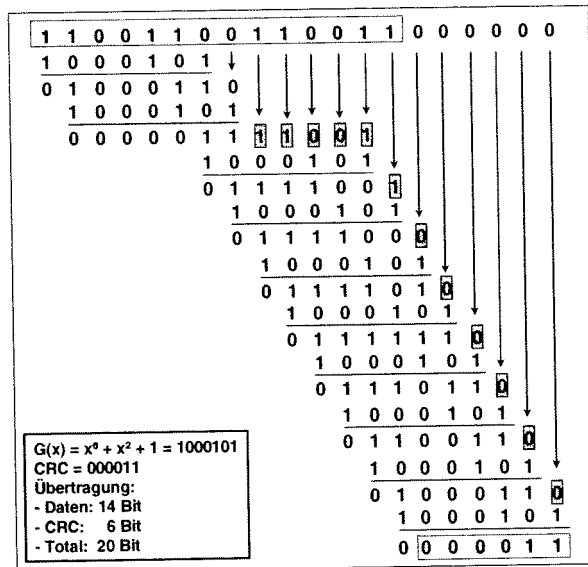 1 1 0 0 1 1 0 0 1 1 0 0 1 1 0 0 0 0 0 0
1 0 0 0 1 0 1
0 1 0 0 0 1 1 0
1 0 0 0 1 0 1
0 0 0 0 0 1 1 1 1 0 0 1
1 0 0 0 1 0 1
0 1 1 1 1 0 0 1
1 0 0 0 1 0 1
0 1 1 1 1 0 0 0
1 0 0 0 1 0 1
0 1 1 1 1 0 1 0
1 0 0 0 1 0 1
0 1 1 1 1 1 1 0
1 0 0 0 1 0 1
0 1 1 1 0 1 1 0
1 0 0 0 1 0 1
0 1 1 0 0 1 1 0
1 0 0 0 1 0 1
0 1 0 0 0 1 1 0
1 0 0 0 1 0 1
0 0 0 0 0 1 1
G(x) = x⁶ + x² + 1 = 1000101
CRC = 000011
Übertragung:
- Daten: 14 Bit
- CRC: 6 Bit
- Total: 20 Bit